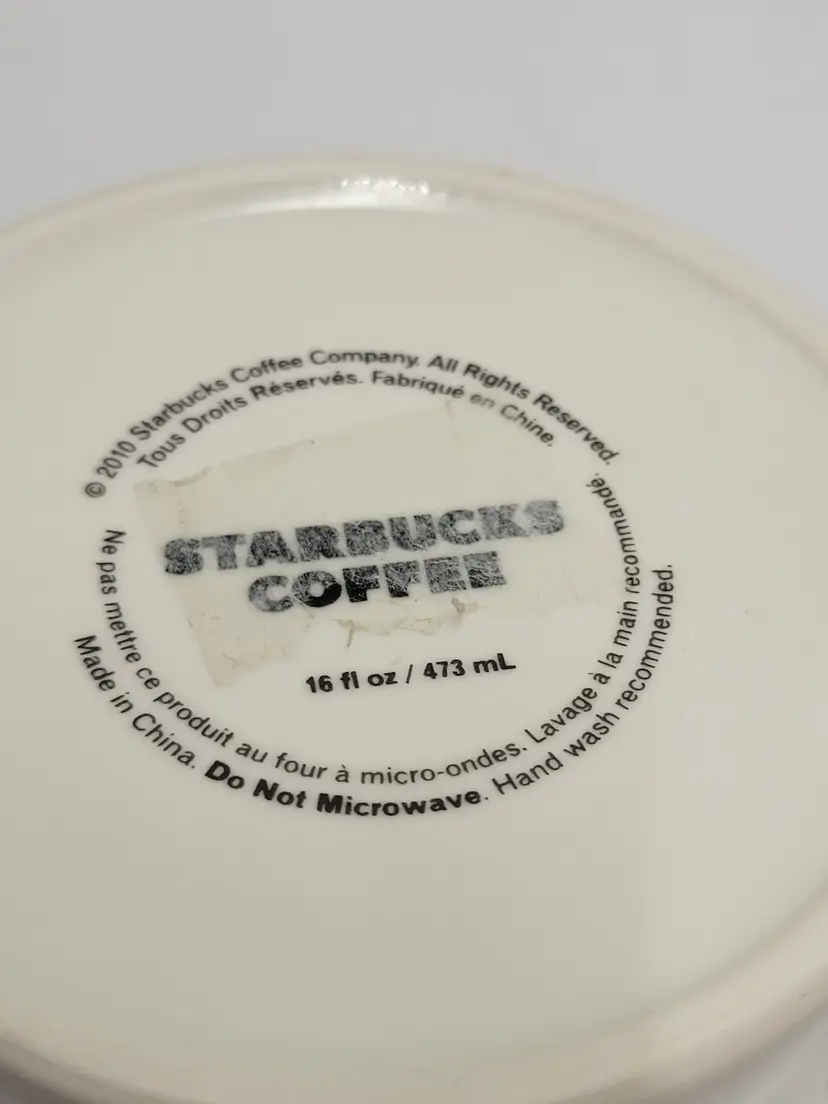 © 2010 Starbucks Coffee Company. All Rights Reserved.
Tous Droits Réservés. Fabriqué en Chine.
STARBUCKS
COFFEE
16 fl oz / 473 mL
Ne pas mettre ce produit au four à micro-ondes. Lavage à la main recommandé.
Made in China. Do Not Microwave. Hand wash recommended.